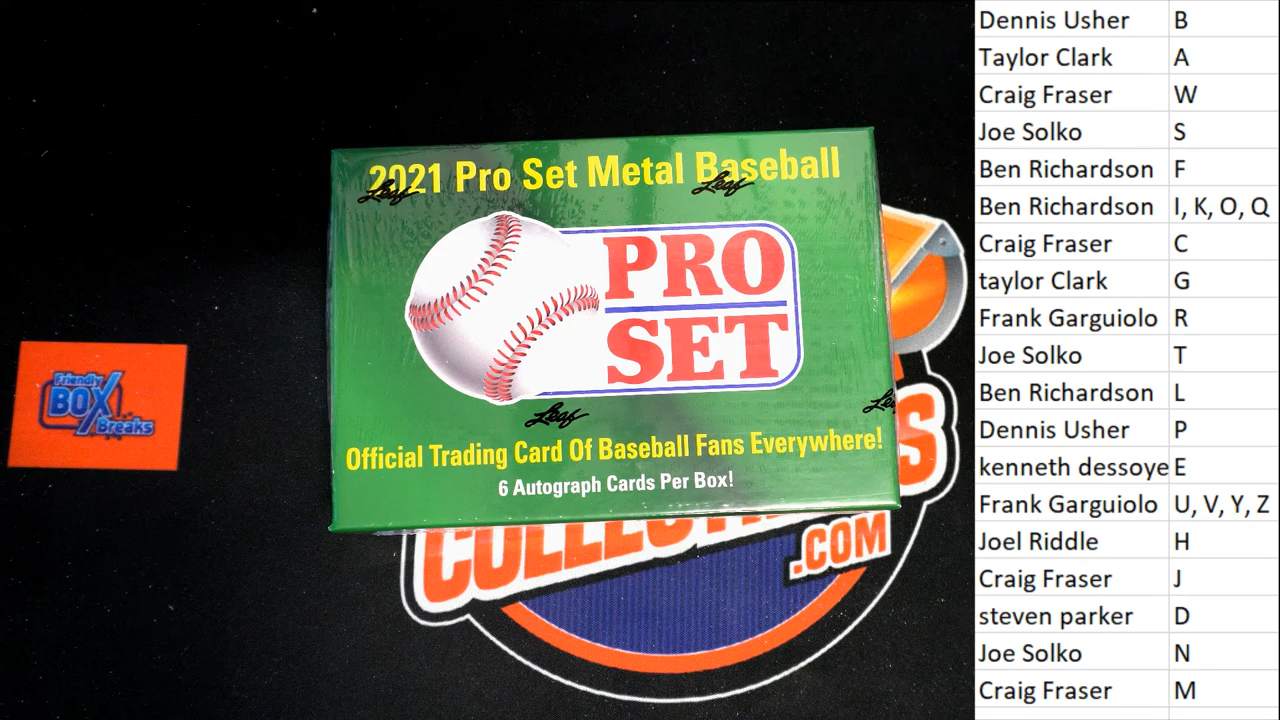 2021 Pro Set Metal Baseball
Leaf
Leaf
PRO
SET
Leaf
Official Trading Card Of Baseball Fans Everywhere!
6 Autograph Cards Per Box!
Friendly
BOX
Breaks
.COM
Dennis Usher B
Taylor Clark A
Craig Fraser W
Joe Solko S
Ben Richardson F
Ben Richardson I, K, O, Q
Craig Fraser C
taylor Clark G
Frank Garguiolo R
Joe Solko T
Ben Richardson L
Dennis Usher P
kenneth dessoye E
Frank Garguiolo U, V, Y, Z
Joel Riddle H
Craig Fraser J
steven parker D
Joe Solko N
Craig Fraser M